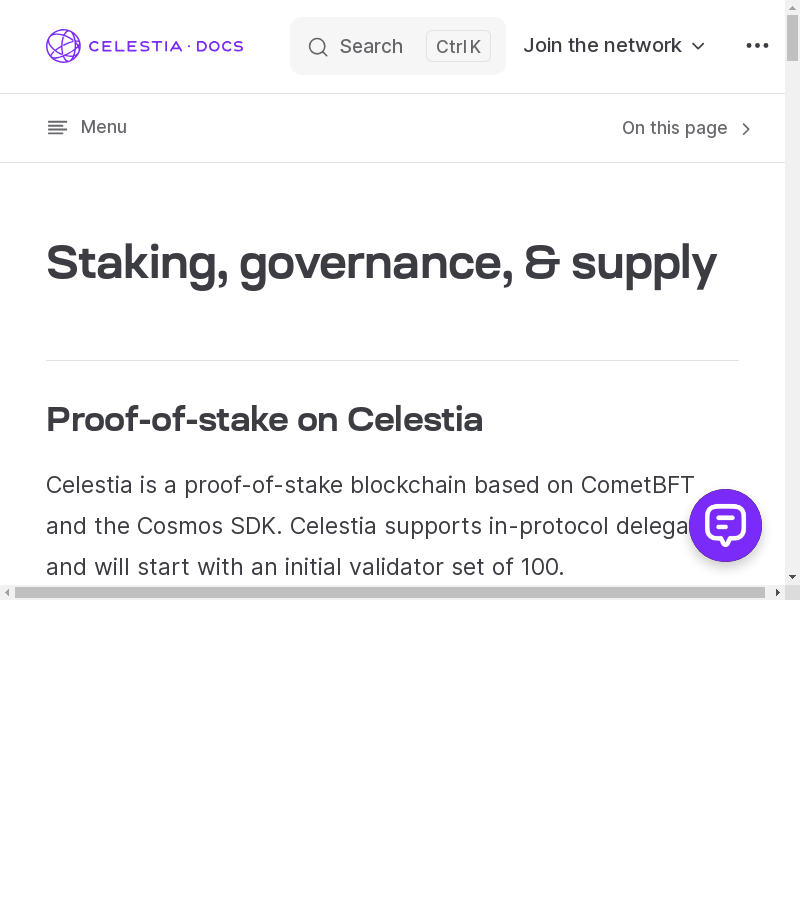 CELESTIA · DOCS
Search
Ctrl K
Join the network
Menu
On this page
Staking, governance, & supply
Proof-of-stake on Celestia
Celestia is a proof-of-stake blockchain based on CometBFT
and the Cosmos SDK. Celestia supports in-protocol
and will start with an initial validator set of 100.